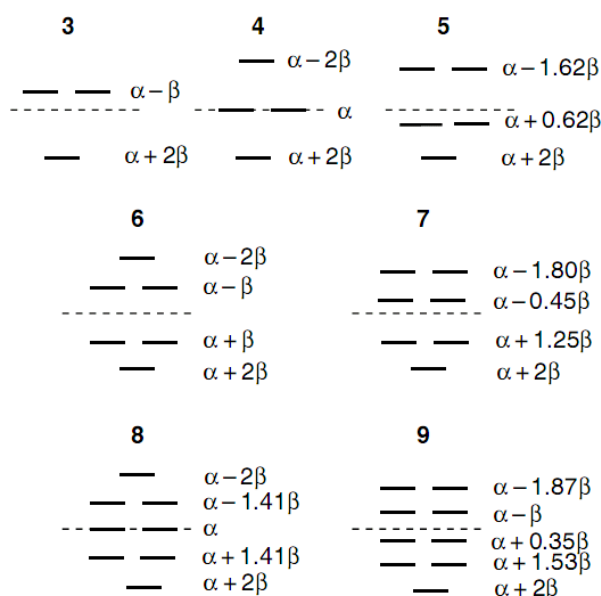 3 4 5
α − β
α + 2β
α − 2β
α
α + 2β
α − 1.62β
α + 0.62β
α + 2β
6 7
α − 2β
α − β
α + β
α + 2β
α − 1.80β
α − 0.45β
α + 1.25β
α + 2β
8 9
α − 2β
α − 1.41β
α
α + 1.41β
α + 2β
α − 1.87β
α − β
α + 0.35β
α + 1.53β
α + 2β